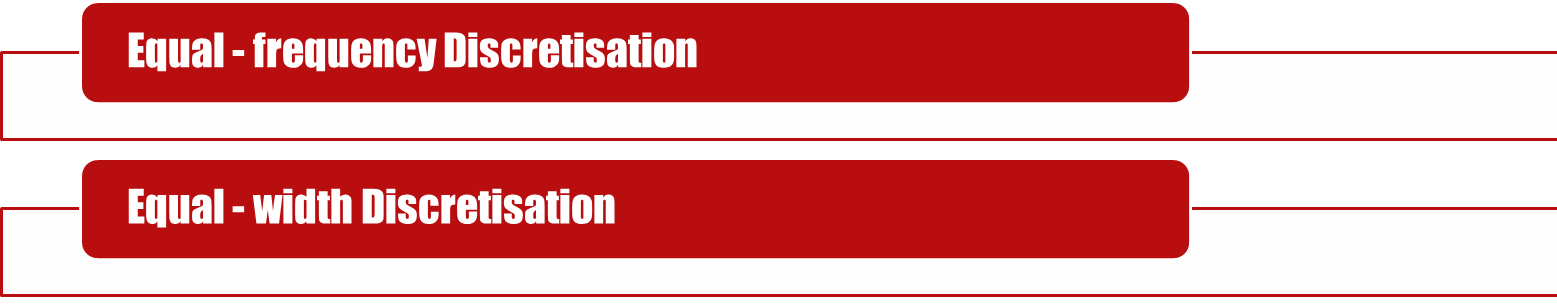 Equal - frequency Discretisation
Equal - width Discretisation